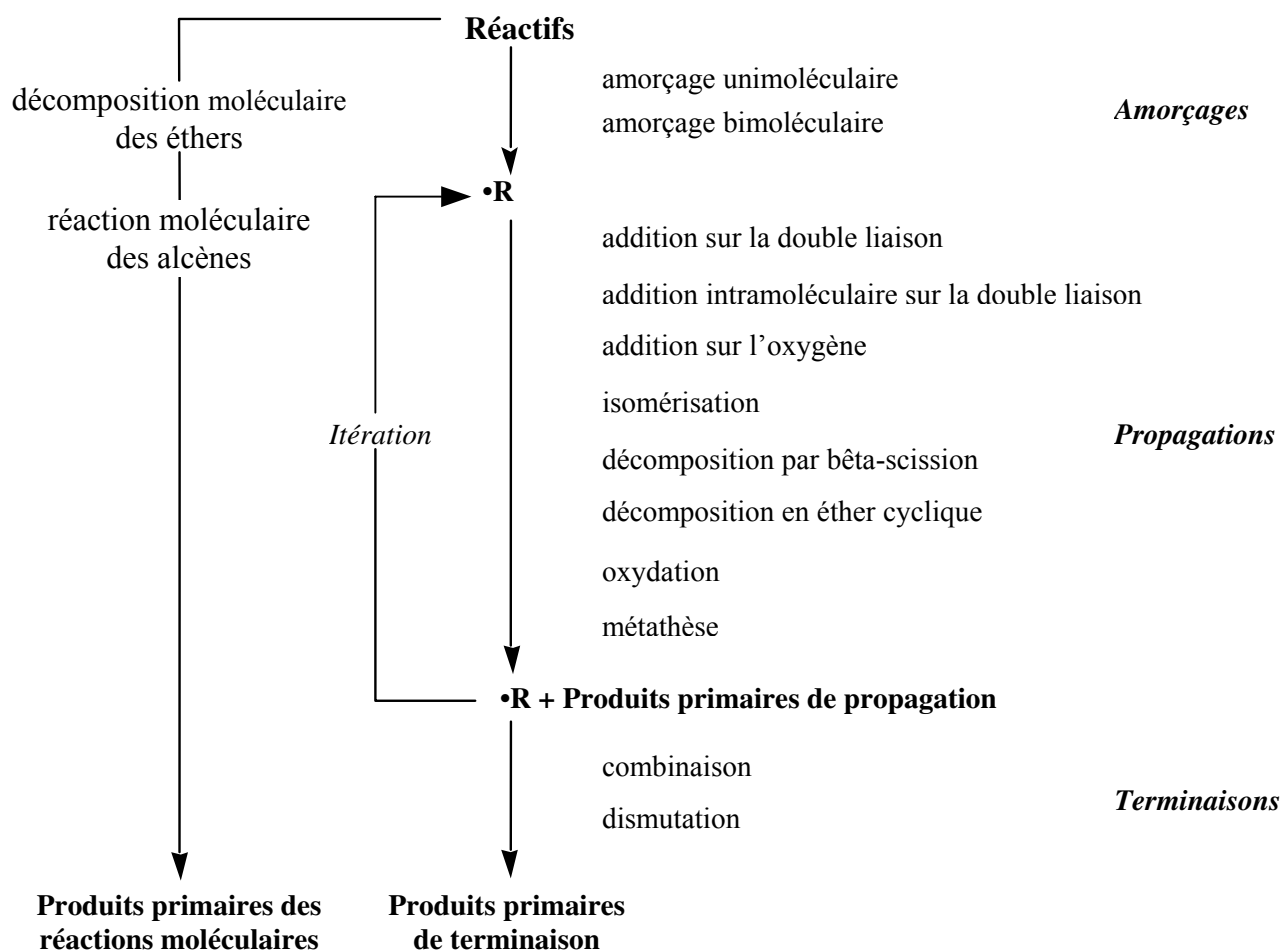 Réactifs
amorçage unimoléculaire
amorçage bimoléculaire
Amorçages
décomposition moléculaire
des éthers
•R
réaction moléculaire
des alcènes
addition sur la double liaison
addition intramoléculaire sur la double liaison
addition sur l’oxygène
isomérisation
Itération
Propagations
décomposition par bêta-scission
décomposition en éther cyclique
oxydation
métathèse
•R + Produits primaires de propagation
combinaison
dismutation
Terminaisons
Produits primaires des
réactions moléculaires
Produits primaires
de terminaison